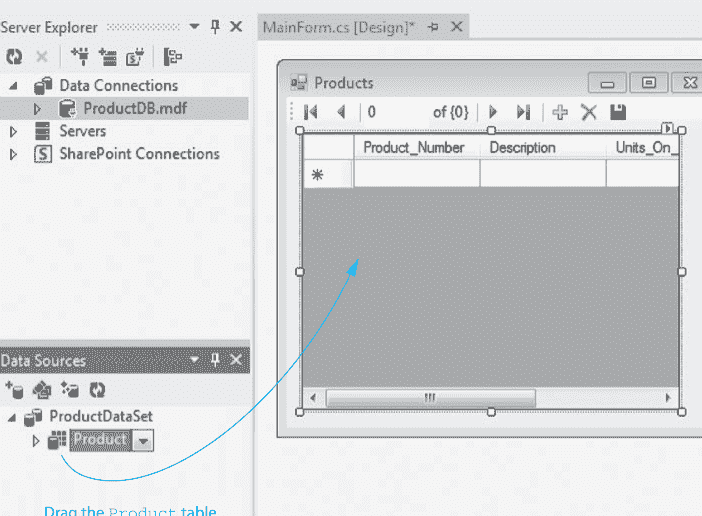 Server Explorer
Data Connections
ProductDB.mdf
Servers
SharePoint Connections
MainForm.cs [Design]*
Products
0 of {0}
Product_Number Description Units_On_
Data Sources
ProductDataSet
Product
Drag the Product table